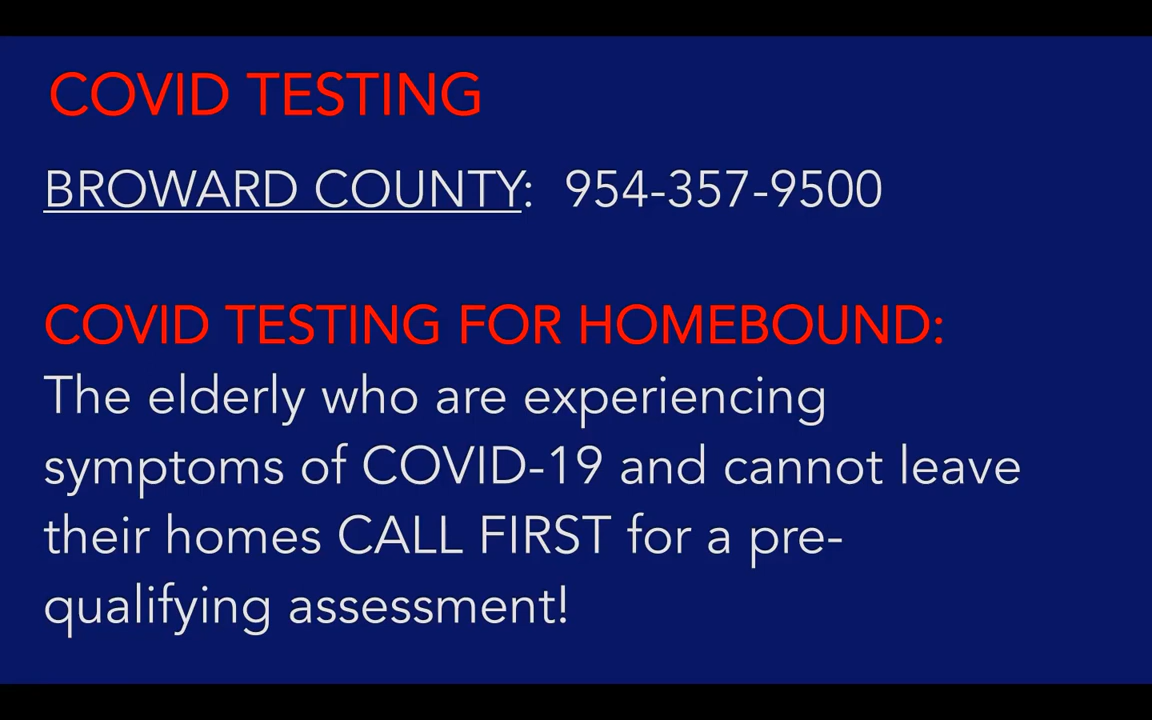 COVID TESTING
BROWARD COUNTY: 954-357-9500
COVID TESTING FOR HOMEBOUND:
The elderly who are experiencing
symptoms of COVID-19 and cannot leave
their homes CALL FIRST for a pre-
qualifying assessment!